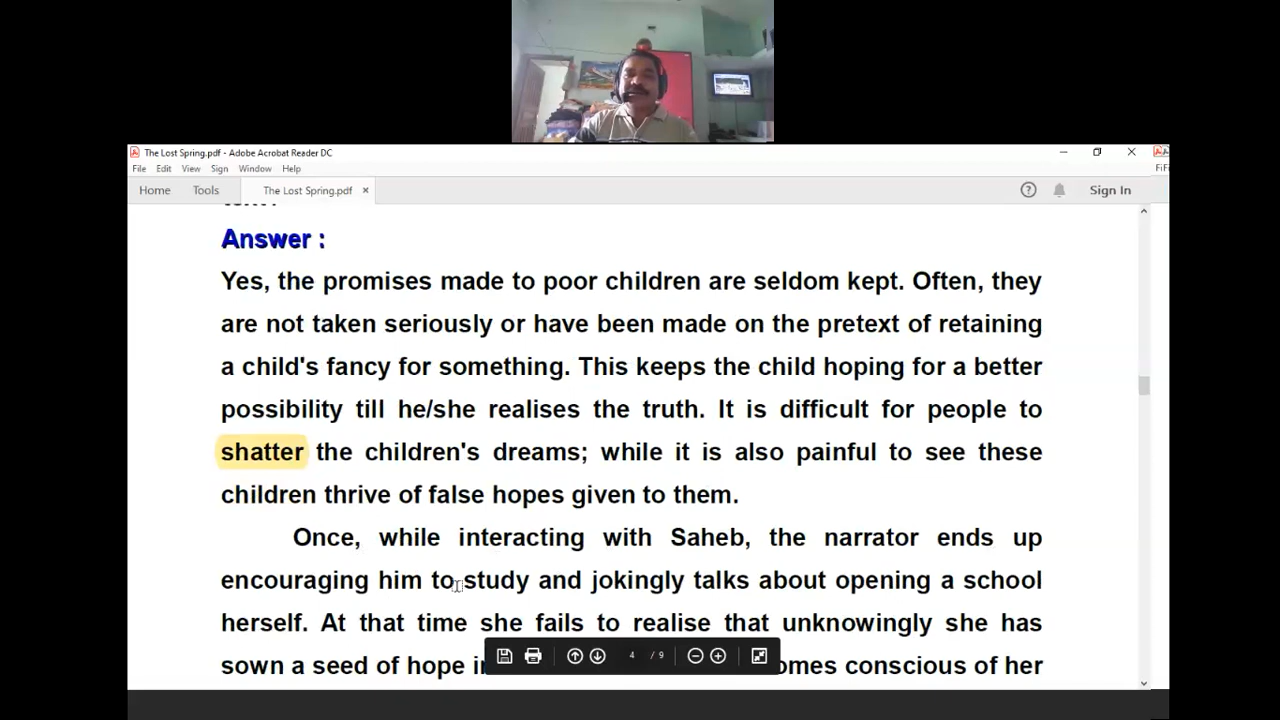 The Lost Spring.pdf - Adobe Acrobat Reader DC
File Edit View Sign Window Help
FiFi
Home Tools The Lost Spring.pdf × Sign In
Answer :
Yes, the promises made to poor children are seldom kept. Often, they
are not taken seriously or have been made on the pretext of retaining
a child's fancy for something. This keeps the child hoping for a better
possibility till he/she realises the truth. It is difficult for people to
shatter the children's dreams; while it is also painful to see these
children thrive of false hopes given to them.
Once, while interacting with Saheb, the narrator ends up
encouraging him to study and jokingly talks about opening a school
herself. At that time she fails to realise that unknowingly she has
sown a seed of hope conscious of her
4 / 9